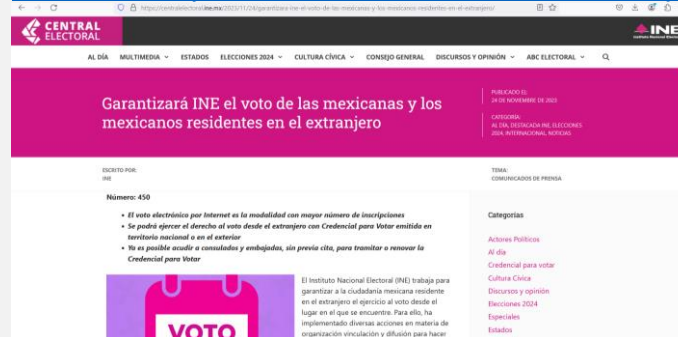 https://centralelectoral.ine.mx/2023/11/24/garantizara-ine-el-voto-de-las-mexicanas-y-los-mexicanos-residentes-en-el-extranjero/
CENTRAL
ELECTORAL
INE
Instituto Nacional Electoral
AL DÍA MULTIMEDIA ESTADOS ELECCIONES 2024 CULTURA CÍVICA CONSEJO GENERAL DISCURSOS Y OPINIÓN ABC ELECTORAL
Garantizará INE el voto de las mexicanas y los
mexicanos residentes en el extranjero
PUBLICADO EL:
24 DE NOVIEMBRE DE 2023
CATEGORÍA:
AL DÍA, DESTACADA INE, ELECCIONES
2024, INTERNACIONAL, NOTICIAS
ESCRITO POR:
INE
TEMA:
COMUNICADOS DE PRENSA
Número: 450
• El voto electrónico por Internet es la modalidad con mayor número de inscripciones
• Se podrá ejercer el derecho al voto desde el extranjero con Credencial para Votar emitida en
territorio nacional o en el exterior
• Ya es posible acudir a consulados y embajadas, sin previa cita, para tramitar o renovar la
Credencial para Votar
VOTO
El Instituto Nacional Electoral (INE) trabaja para
garantizar a la ciudadanía mexicana residente
en el extranjero el ejercicio al voto desde el
lugar en el que se encuentre. Para ello, ha
implementado diversas acciones en materia de
organización vinculación y difusión para hacer
Categorías
Actores Políticos
Al día
Credencial para votar
Cultura Cívica
Discursos y opinión
Elecciones 2024
Especiales
Estados